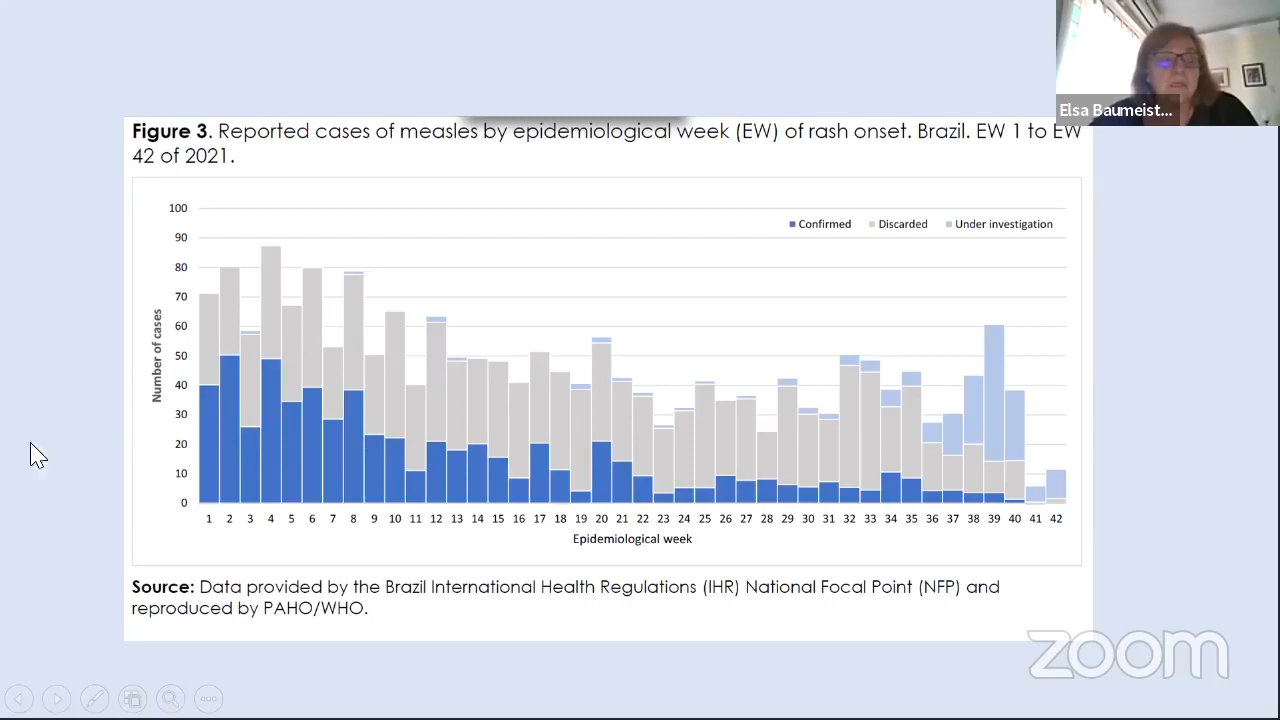 Elsa Baumeist...
Figure 3. Reported cases of measles by epidemiological week (EW) of rash onset. Brazil. EW 1 to EW
42 of 2021.
Confirmed Discarded Under investigation
Number of cases
100
90
80
70
60
50
40
30
20
10
0
1 2 3 4 5 6 7 8 9 10 11 12 13 14 15 16 17 18 19 20 21 22 23 24 25 26 27 28 29 30 31 32 33 34 35 36 37 38 39 40 41 42
Epidemiological week
Source: Data provided by the Brazil International Health Regulations (IHR) National Focal Point (NFP) and
reproduced by PAHO/WHO.
zoom